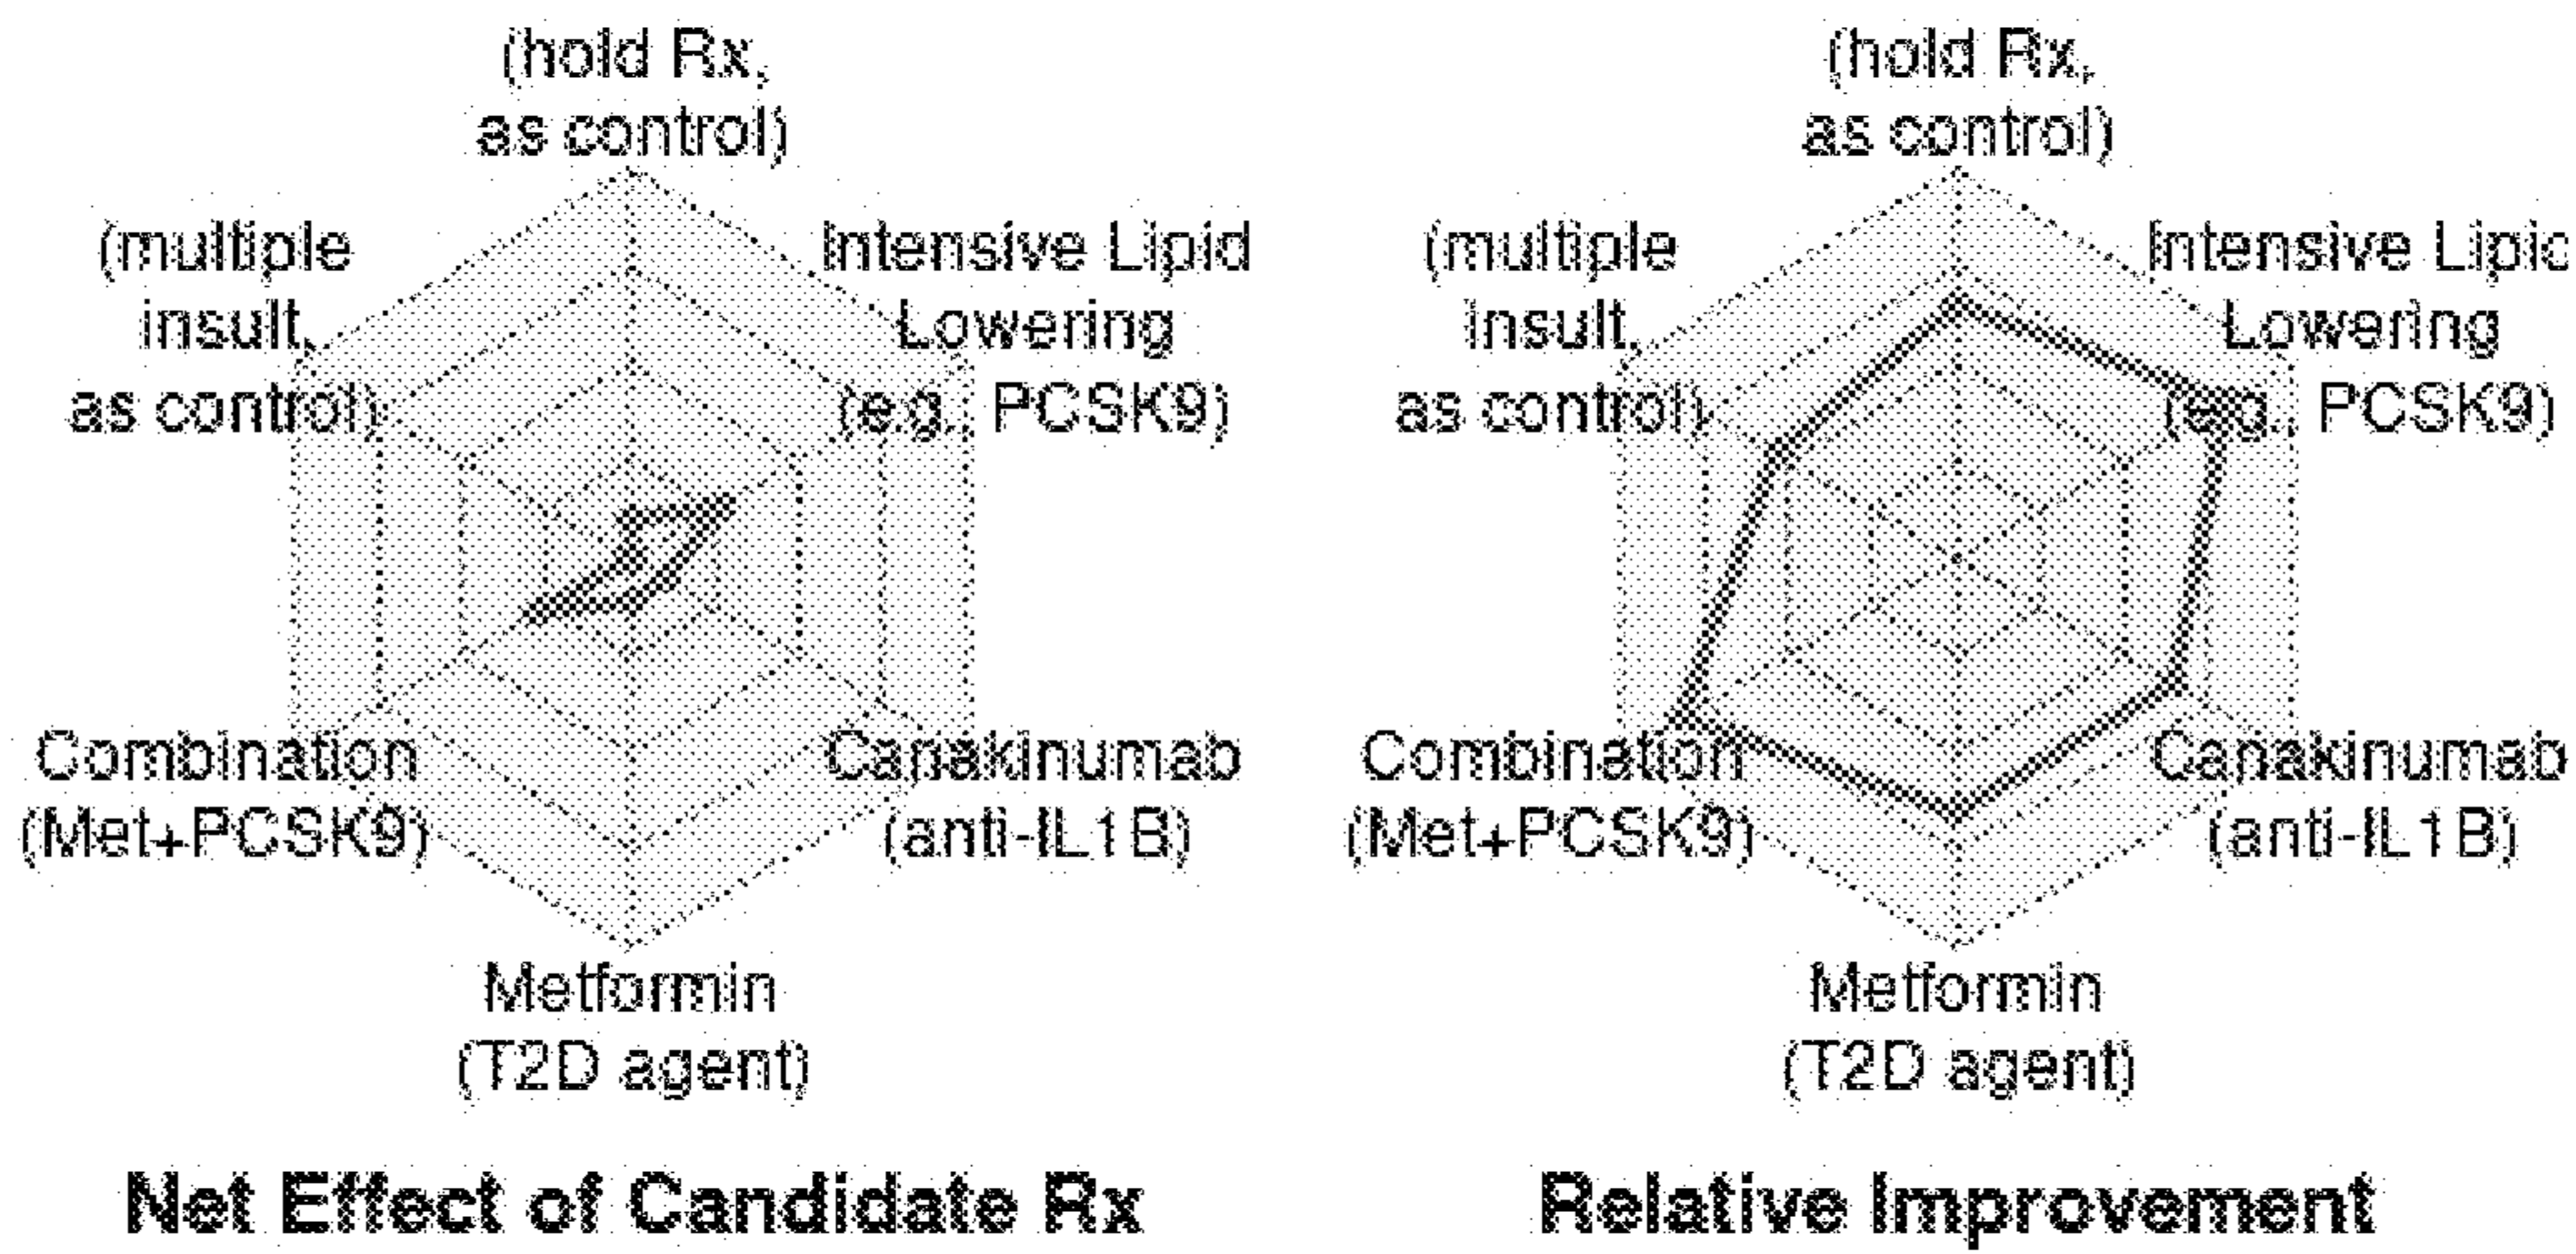 (hold Rx,
as control)
(multiple
insult,
as control)
Intensive Lipid
Lowering
(e.g., PCSK9)
Combination
(Met+PCSK9)
Canakinumab
(anti-IL1B)
Metformin
(T2D agent)
Net Effect of Candidate Rx
(hold Rx,
as control)
(multiple
insult,
as control)
Intensive Lipid
Lowering
(e.g., PCSK9)
Combination
(Met+PCSK9)
Canakinumab
(anti-IL1B)
Metformin
(T2D agent)
Relative Improvement